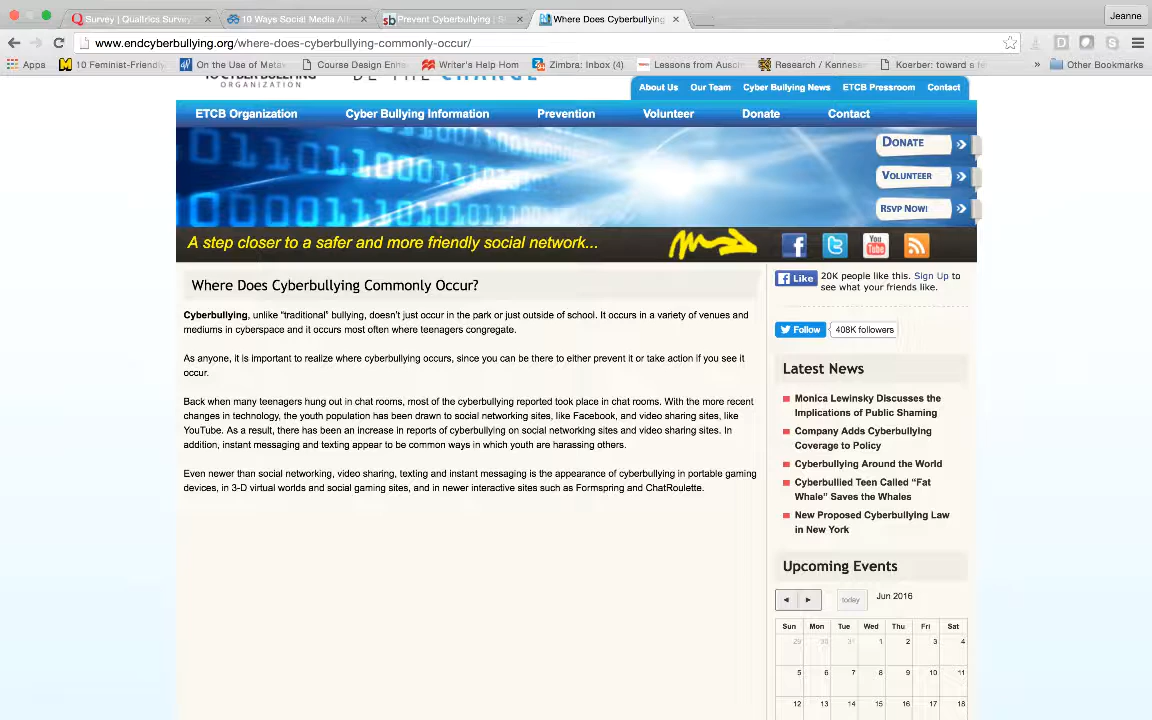 Jeanne
Survey | Qualtrics Survey
10 Ways Social Media Alt
Prevent Cyberbullying | S
Where Does Cyberbullying
www.endcyberbullying.org/where-does-cyberbullying-commonly-occur/
Apps
10 Feminist-Friendly
On the Use of Metav
Course Design Enha
Writer's Help Hom
Zimbra: Inbox (4)
Lessons from Ausch
Research / Kennesa
Koerber: toward a fe
» Other Bookmarks
ORGANIZATION
BE THE CHANGE
About Us Our Team Cyber Bullying News ETCB Pressroom Contact
ETCB Organization Cyber Bullying Information Prevention Volunteer Donate Contact
DONATE
VOLUNTEER
RSVP NOW!
A step closer to a safer and more friendly social network...
You
Tube
Where Does Cyberbullying Commonly Occur?
Cyberbullying, unlike “traditional” bullying, doesn’t just occur in the park or just outside of school. It occurs in a variety of venues and
mediums in cyberspace and it occurs most often where teenagers congregate.
As anyone, it is important to realize where cyberbullying occurs, since you can be there to either prevent it or take action if you see it
occur.
Back when many teenagers hung out in chat rooms, most of the cyberbullying reported took place in chat rooms. With the more recent
changes in technology, the youth population has been drawn to social networking sites, like Facebook, and video sharing sites, like
YouTube. As a result, there has been an increase in reports of cyberbullying on social networking sites and video sharing sites. In
addition, instant messaging and texting appear to be common ways in which youth are harassing others.
Even newer than social networking, video sharing, texting and instant messaging is the appearance of cyberbullying in portable gaming
devices, in 3-D virtual worlds and social gaming sites, and in newer interactive sites such as Formspring and ChatRoulette.
Like
20K people like this. Sign Up to
see what your friends like.
Follow 408K followers
Latest News
Monica Lewinsky Discusses the
Implications of Public Shaming
Company Adds Cyberbullying
Coverage to Policy
Cyberbullying Around the World
Cyberbullied Teen Called “Fat
Whale” Saves the Whales
New Proposed Cyberbullying Law
in New York
Upcoming Events
today Jun 2016
Sun Mon Tue Wed Thu Fri Sat
29 30 31 1 2 3 4
5 6 7 8 9 10 11
12 13 14 15 16 17 18